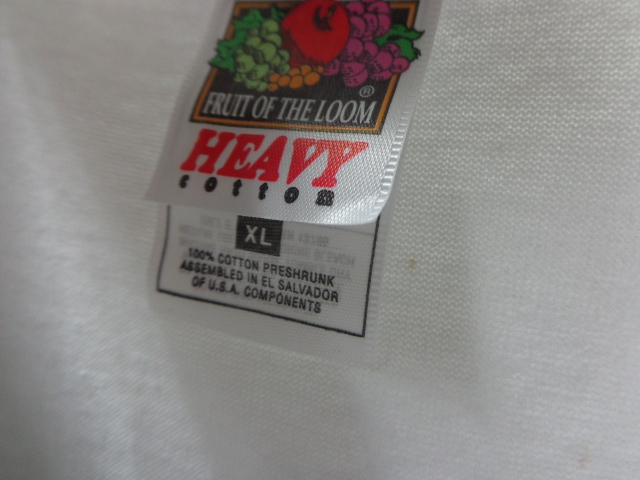 FRUIT OF THE LOOM ®
HEAVY
cotton
XL
100% COTTON PRESHRUNK
ASSEMBLED IN EL SALVADOR
OF U.S.A. COMPONENTS